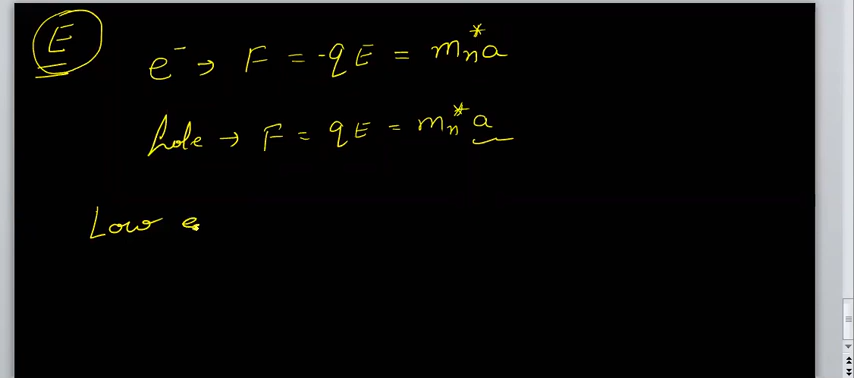 E
e⁻ → F = -qE = mₙ*a
hole → F = qE = mₙ*a
Low e